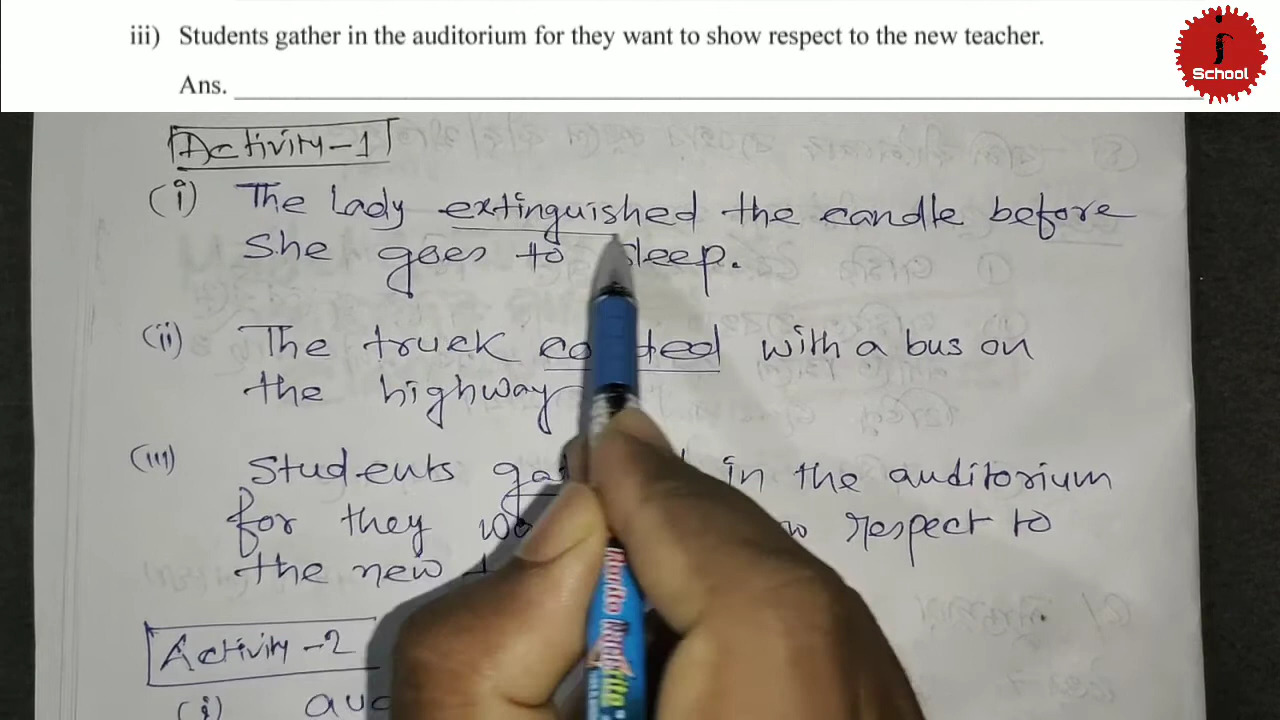 iii) Students gather in the auditorium for they want to show respect to the new teacher.
Ans.
School
Activity-1
(i) The Lady extinguished the candle before
She goes to sleep.
(ii) The truck with a bus on
the highway
(iii) Students in the auditorium
for they respect to
the new
Activity-2
(i)